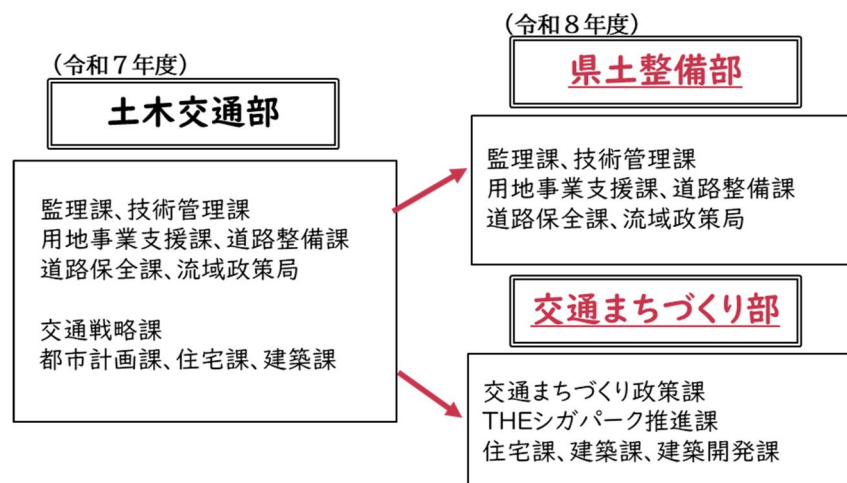 （令和７年度）
土木交通部
監理課、技術管理課
用地事業支援課、道路整備課
道路保全課、流域政策局
交通戦略課
都市計画課、住宅課、建築課
（令和８年度）
県土整備部
監理課、技術管理課
用地事業支援課、道路整備課
道路保全課、流域政策局
交通まちづくり部
交通まちづくり政策課
THEシガパーク推進課
住宅課、建築課、建築開発課